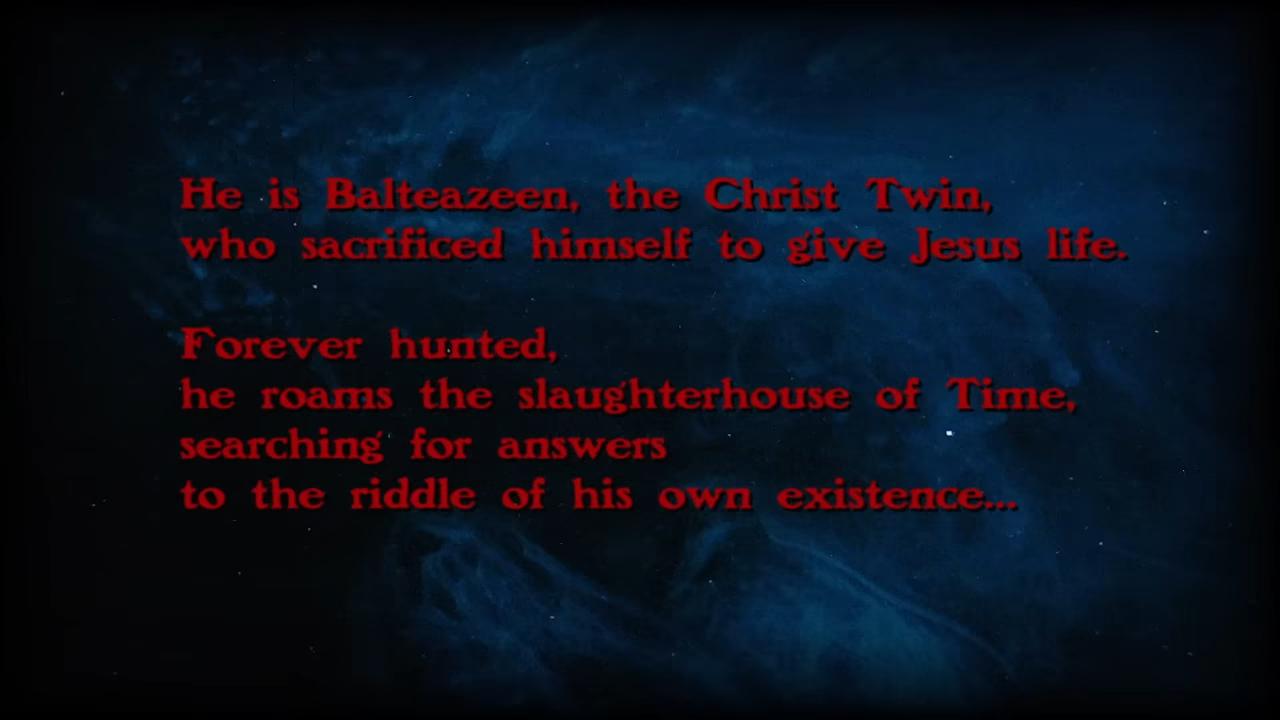 He is Balteazeen, the Christ Twin,
who sacrificed himself to give Jesus life.
Forever hunted,
he roams the slaughterhouse of Time,
searching for answers
to the riddle of his own existence...